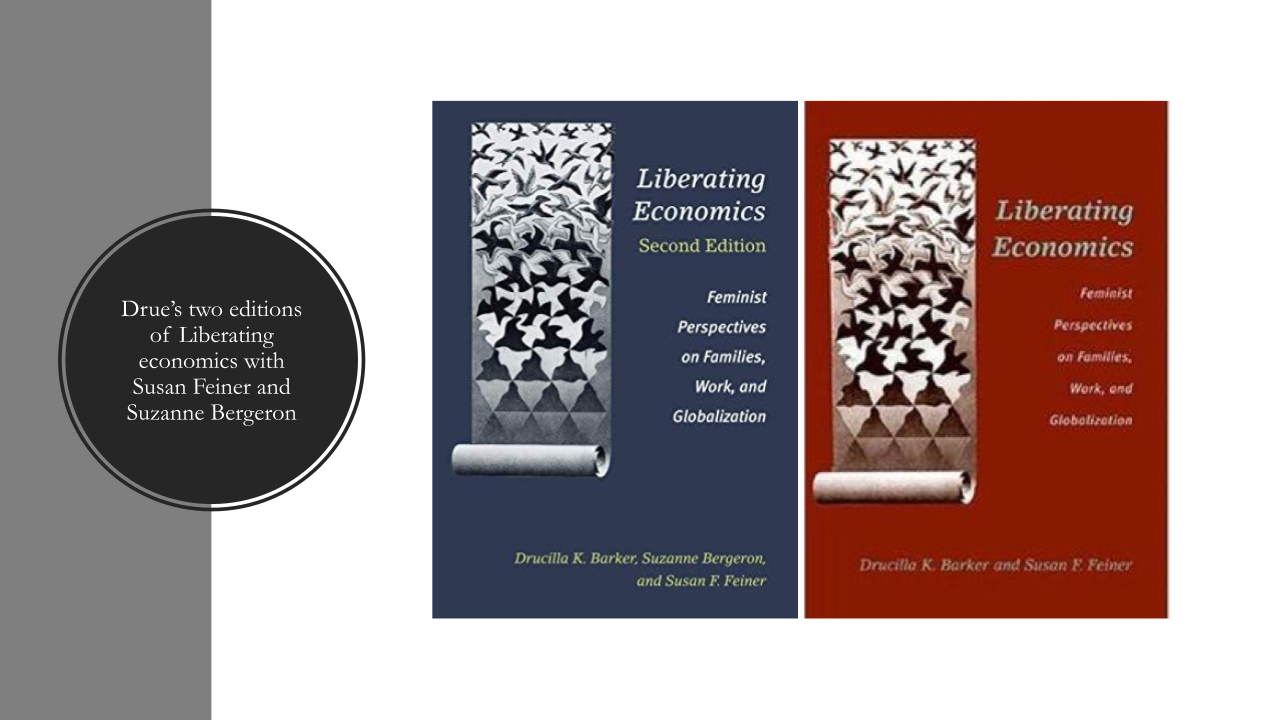 Drue’s two editions
of Liberating
economics with
Susan Feiner and
Suzanne Bergeron
Liberating
Economics
Second Edition
Feminist
Perspectives
on Families,
Work, and
Globalization
Drucilla K. Barker, Suzanne Bergeron,
and Susan F. Feiner
Liberating
Economics
Feminist
Perspectives
on Families,
Work, and
Globalization
Drucilla K. Barker and Susan F. Feiner